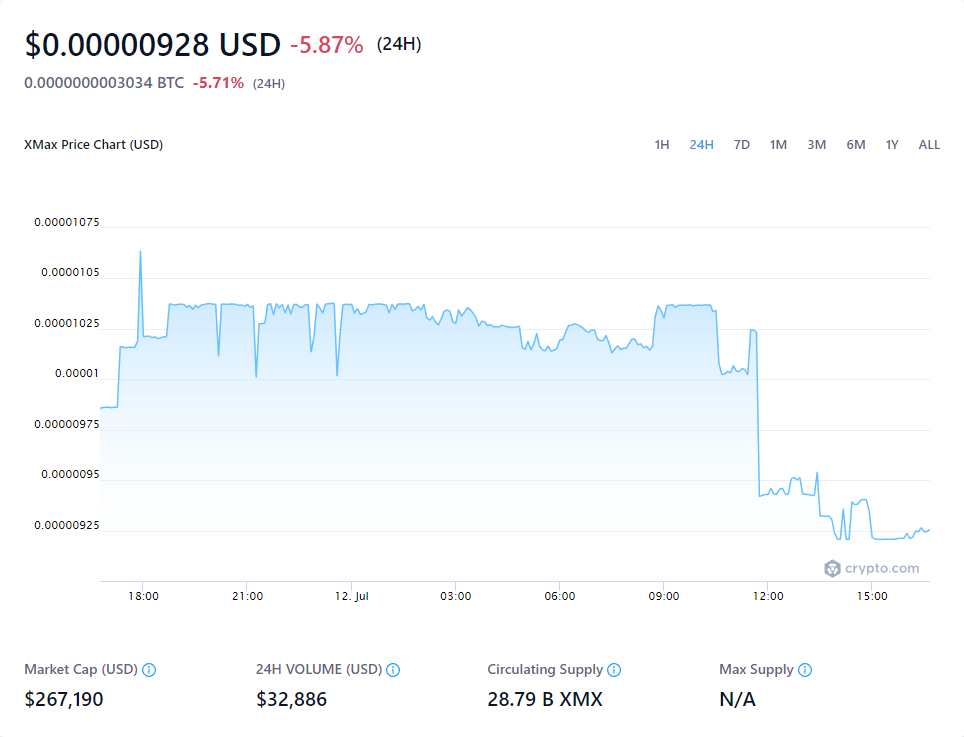 $0.00000928 USD -5.87% (24H)
0.0000000003034 BTC -5.71% (24H)
XMax Price Chart (USD) 1H 24H 7D 1M 3M 6M 1Y ALL
0.00001075
0.0000105
0.00001025
0.00001
0.00000975
0.0000095
0.00000925
crypto.com
18:00 21:00 12. Jul 03:00 06:00 09:00 12:00 15:00
Market Cap (USD) 24H VOLUME (USD) Circulating Supply Max Supply
$267,190 $32,886 28.79 B XMX N/A